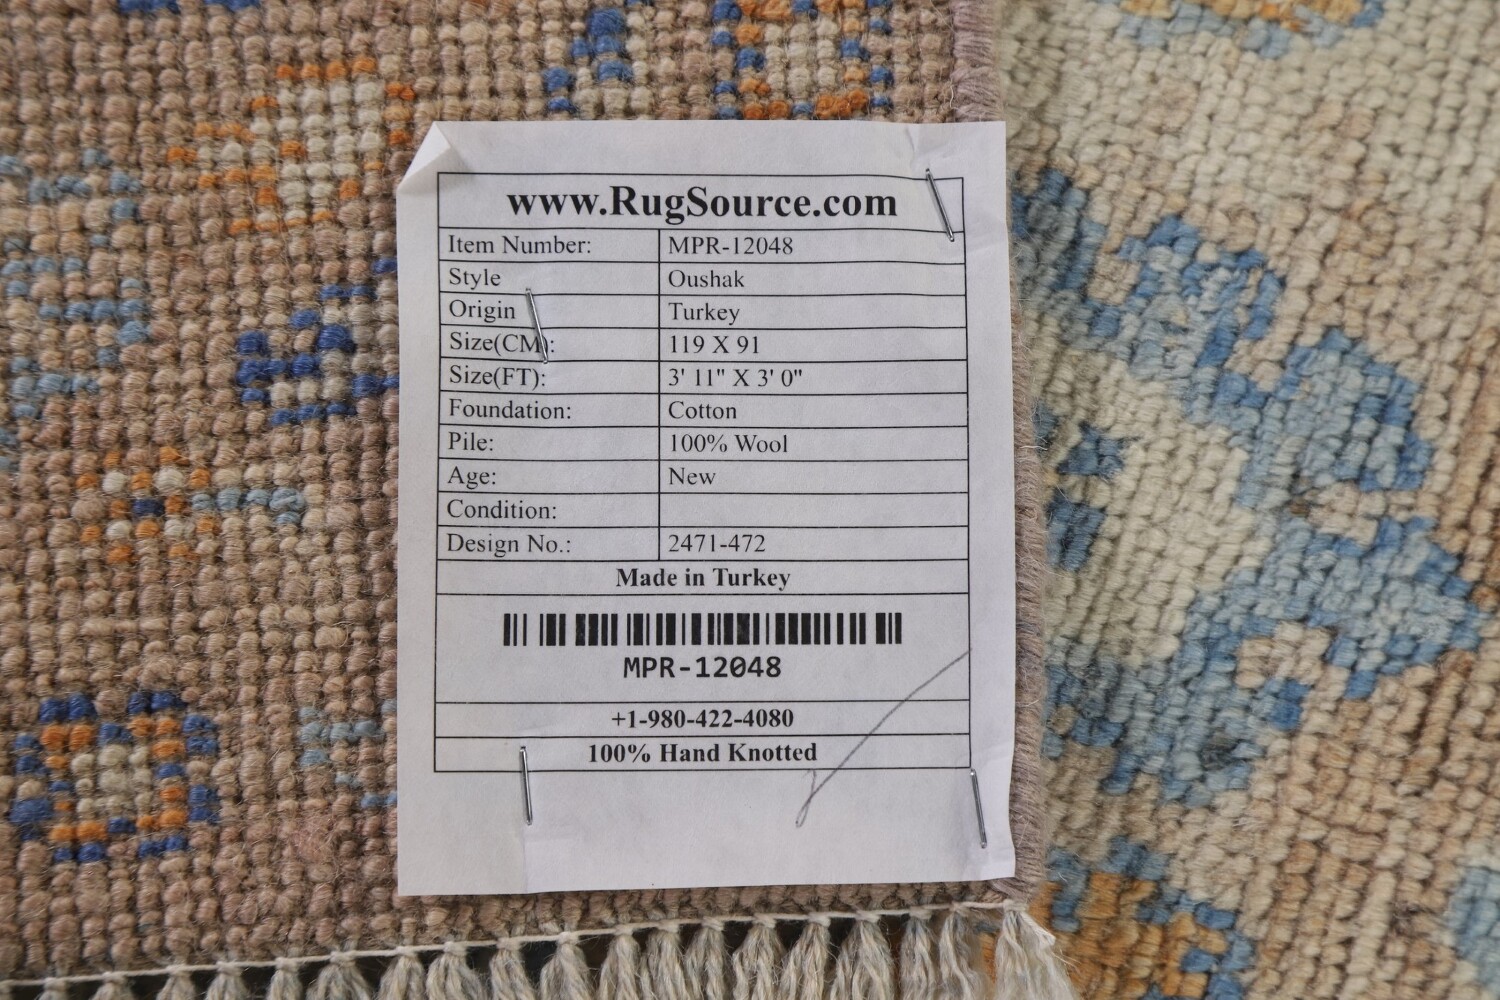 www.RugSource.com
Item Number: MPR-12048
Style Oushak
Origin Turkey
Size(CM): 119 X 91
Size(FT): 3' 11" X 3' 0"
Foundation: Cotton
Pile: 100% Wool
Age: New
Condition:
Design No.: 2471-472
Made in Turkey
MPR-12048
+1-980-422-4080
100% Hand Knotted